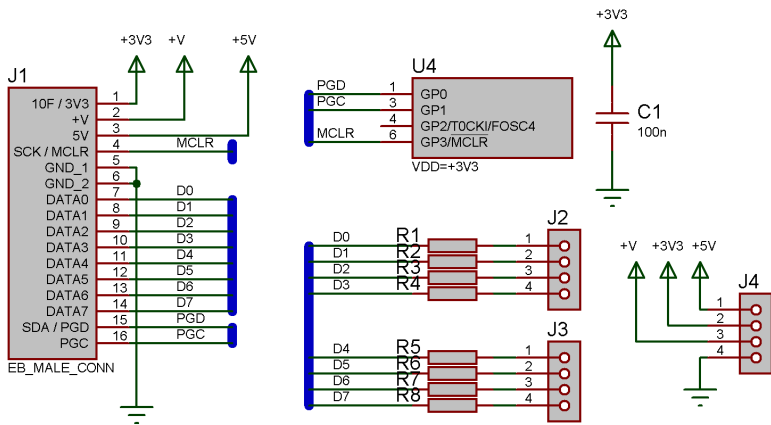 +3V3 +V +5V
J1
10F / 3V3 1
+V 2
5V 3
SCK / MCLR 4 MCLR
GND_1 5
GND_2 6
DATA0 7 D0
DATA1 8 D1
DATA2 9 D2
DATA3 10 D3
DATA4 11 D4
DATA5 12 D5
DATA6 13 D6
DATA7 14 D7
SDA / PGD 15 PGD
PGC 16 PGC
EB_MALE_CONN
U4
PGD 1 GP0
PGC 3 GP1
4 GP2/T0CKI/FOSC4
MCLR 6 GP3/MCLR
VDD=+3V3
+3V3
C1
100n
J2
D0 R1 1
D1 R2 2
D2 R3 3
D3 R4 4
J3
D4 R5 1
D5 R6 2
D6 R7 3
D7 R8 4
+V +3V3 +5V
J4
1
2
3
4